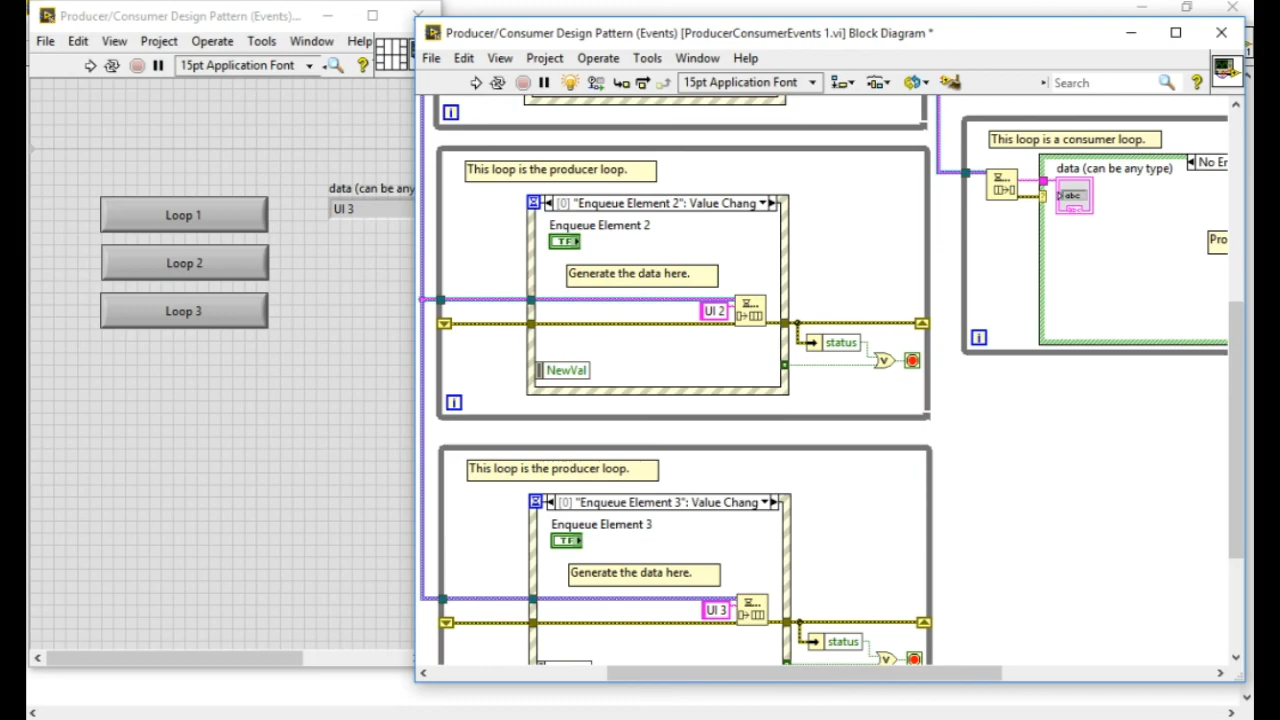 Producer/Consumer Design Pattern (Events)...
File Edit View Project Operate Tools Window Help
15pt Application Font
?
Loop 1
Loop 2
Loop 3
data (can be any
UI 3
Producer/Consumer Design Pattern (Events) [ProducerConsumerEvents 1.vi] Block Diagram *
File Edit View Project Operate Tools Window Help
15pt Application Font
Search
?
i
This loop is the producer loop.
[0] "Enqueue Element 2": Value Chang
Enqueue Element 2
TF
Generate the data here.
UI 2
status
V
NewVal
i
This loop is the producer loop.
[0] "Enqueue Element 3": Value Chang
Enqueue Element 3
TF
Generate the data here.
UI 3
status
V
This loop is a consumer loop.
data (can be any type)
No Er
abc
abc
Pro
i